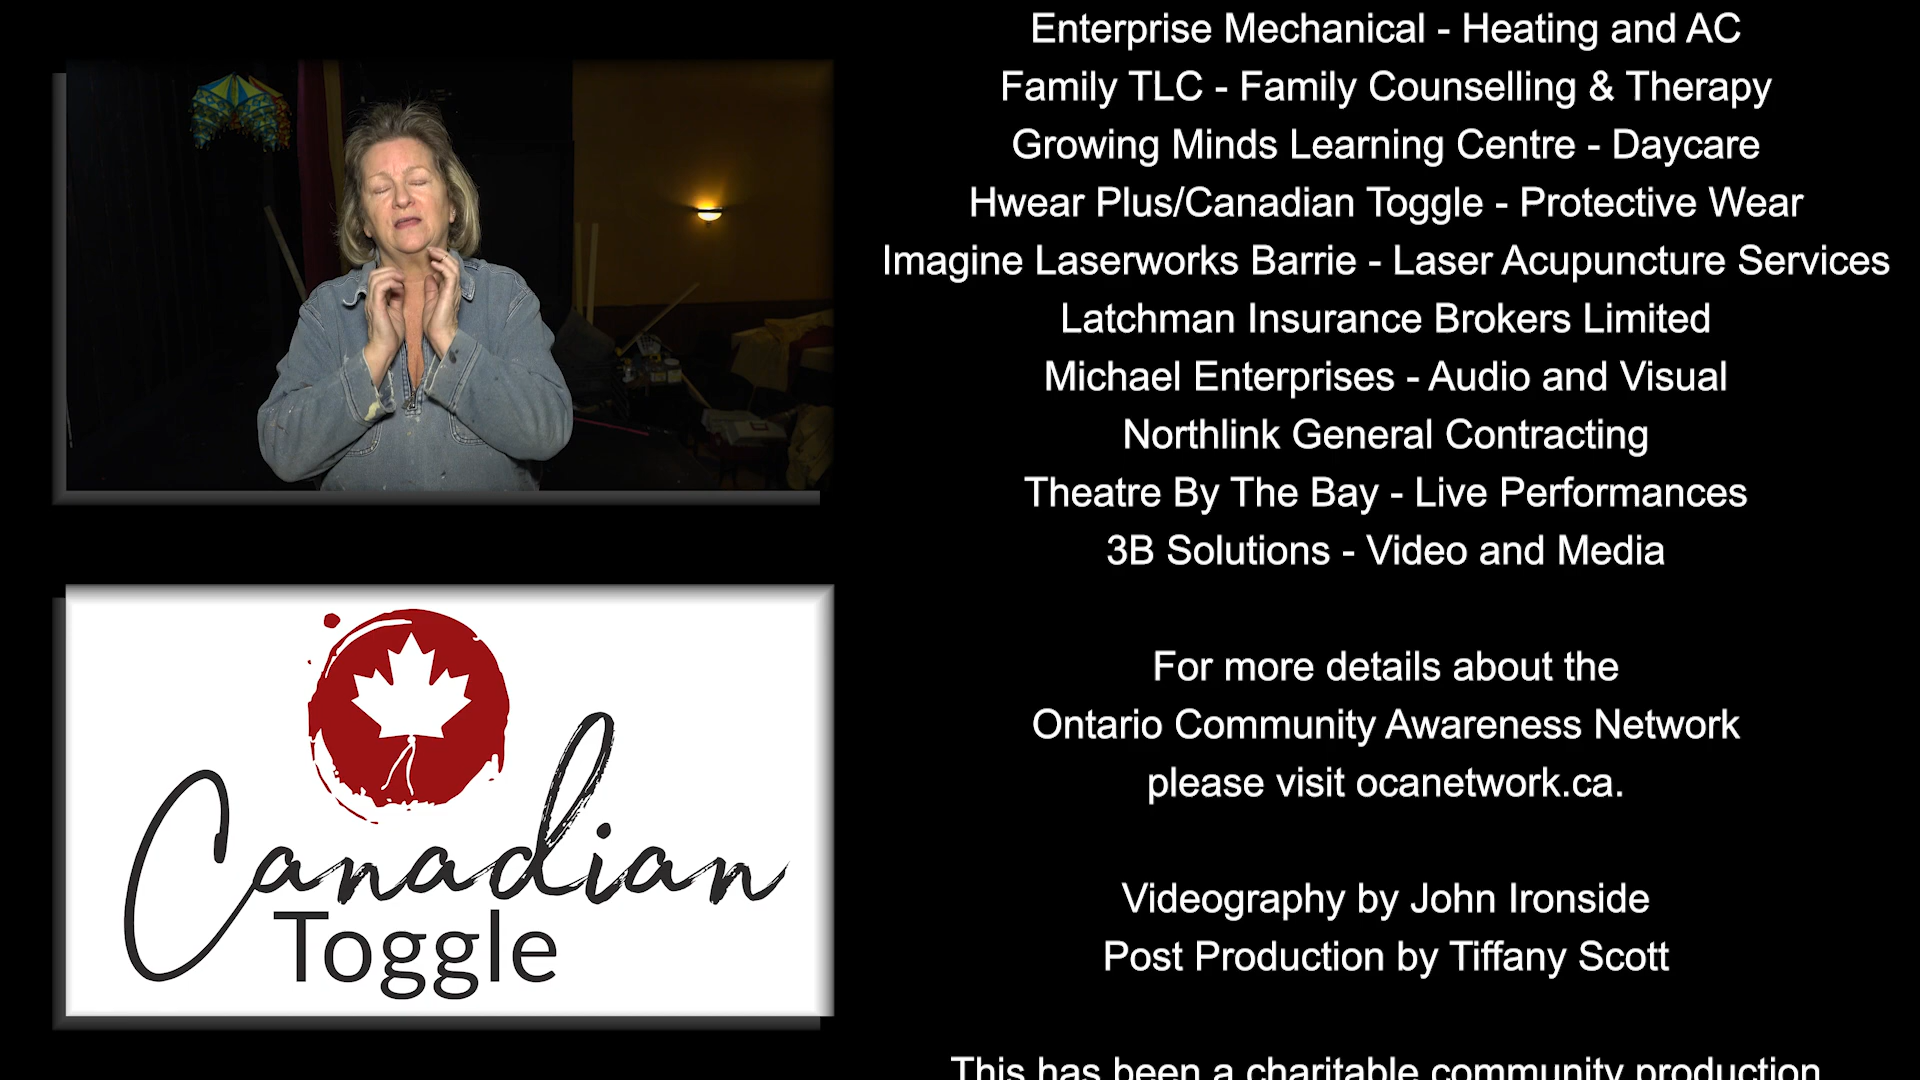 Enterprise Mechanical - Heating and AC
Family TLC - Family Counselling & Therapy
Growing Minds Learning Centre - Daycare
Hwear Plus/Canadian Toggle - Protective Wear
Imagine Laserworks Barrie - Laser Acupuncture Services
Latchman Insurance Brokers Limited
Michael Enterprises - Audio and Visual
Northlink General Contracting
Theatre By The Bay - Live Performances
3B Solutions - Video and Media
For more details about the
Ontario Community Awareness Network
please visit ocanetwork.ca.
Videography by John Ironside
Post Production by Tiffany Scott
This has been a charitable community production
Canadian
Toggle